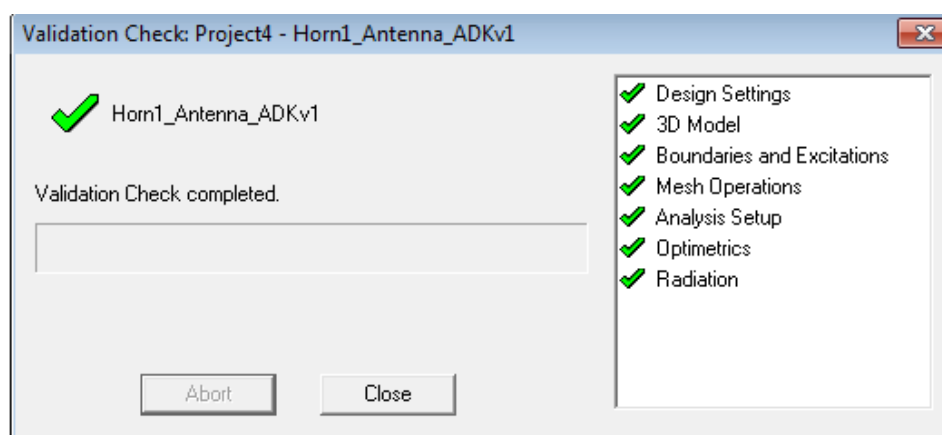 Validation Check: Project4 - Horn1_Antenna_ADKv1
Horn1_Antenna_ADKv1
Validation Check completed.
Abort
Close
Design Settings
3D Model
Boundaries and Excitations
Mesh Operations
Analysis Setup
Optimetrics
Radiation